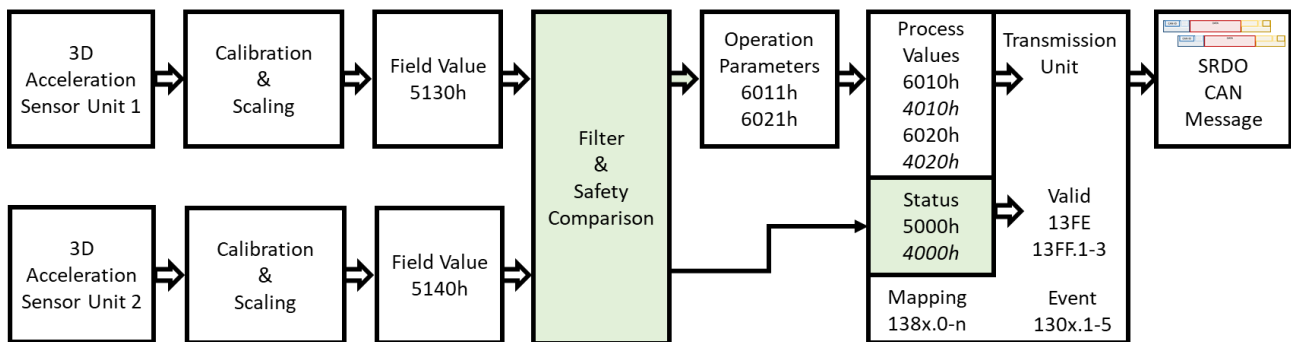 3D
Acceleration
Sensor Unit 1
Calibration
&
Scaling
Field Value
5130h
Filter
&
Safety
Comparison
Operation
Parameters
6011h
6021h
Process
Values
6010h
4010h
6020h
4020h
Transmission
Unit
SRDO
CAN
Message
3D
Acceleration
Sensor Unit 2
Calibration
&
Scaling
Field Value
5140h
Status
5000h
4000h
Valid
13FE
13FF.1-3
Mapping
138x.0-n
Event
130x.1-5